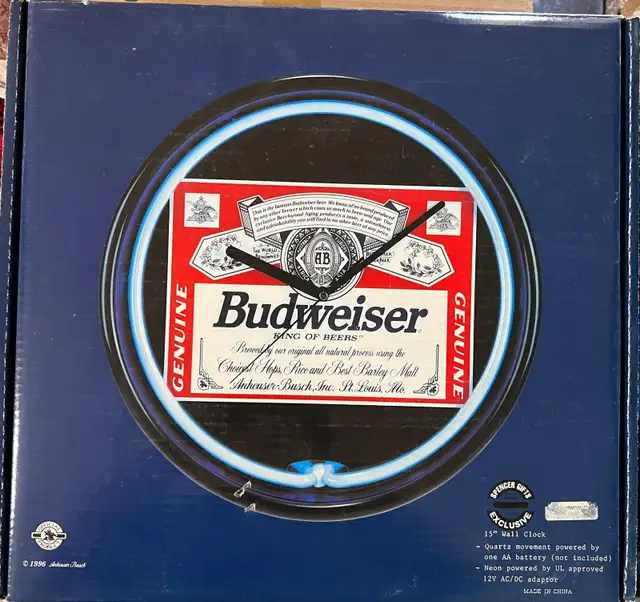 This is the famous Budweiser beer. We know of no brand produced
by any other brewer which costs so much to brew and age. Our
exclusive Beechwood Aging produces a taste, a smoothness
and a drinkability you will find in no other beer at any price.
THE WORLD
RENOWNED
AB
GENUINE
Budweiser
KING OF BEERS™
Brewed by our original all natural process using the
Choicest Hops, Rice and Best Barley Malt
Anheuser-Busch, Inc. St. Louis, Mo.
GENUINE
SPENCER GIFTS
EXCLUSIVE
15" Wall Clock
- Quartz movement powered by
one AA battery (not included)
- Neon powered by UL approved
12V AC/DC adaptor
MADE IN CHINA
© 1996 Anheuser-Busch